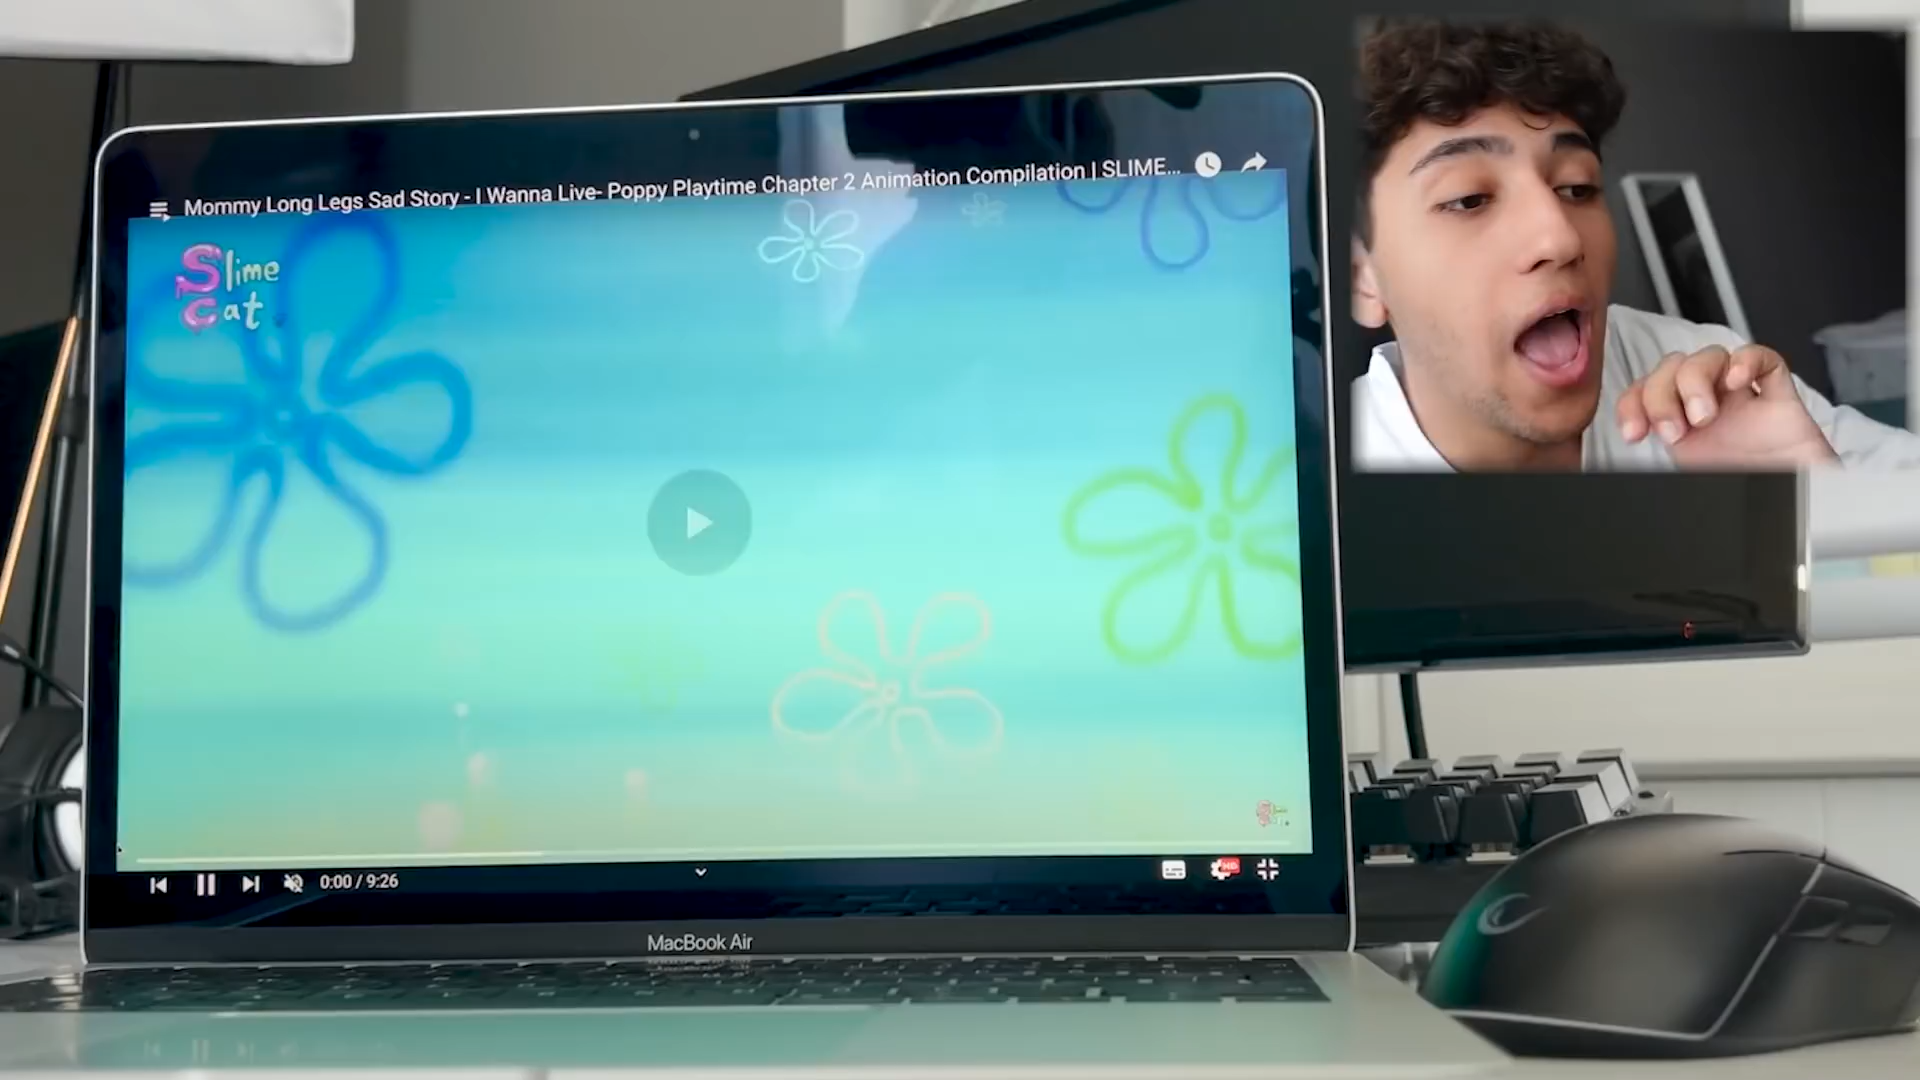 Mommy Long Legs Sad Story - I Wanna Live- Poppy Playtime Chapter 2 Animation Compilation | SLIME...
Slime
Cat
0:00 / 9:26
HD
MacBook Air